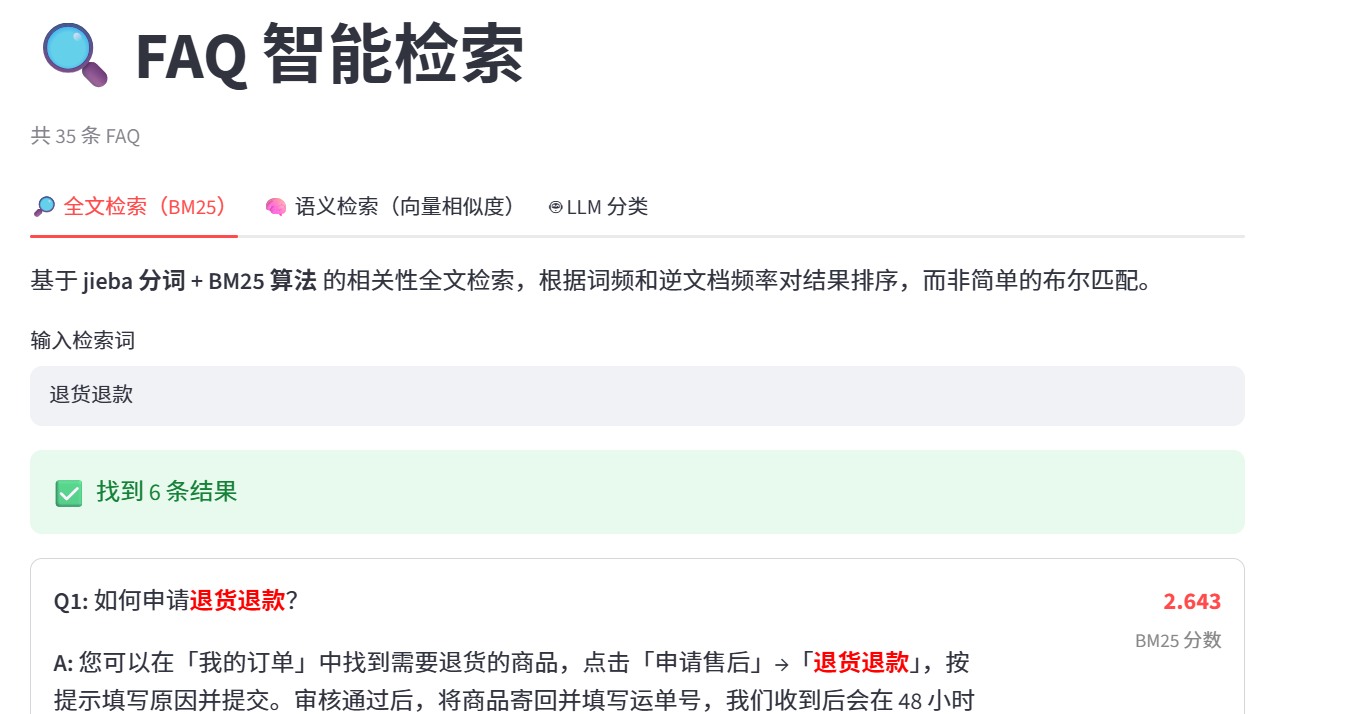 FAQ 智能检索
共 35 条 FAQ
全文检索（BM25） 语义检索（向量相似度） LLM 分类
基于 jieba 分词 + BM25 算法 的相关性全文检索，根据词频和逆文档频率对结果排序，而非简单的布尔匹配。
输入检索词
退货退款
找到 6 条结果
Q1: 如何申请退货退款？
2.643
BM25 分数
A: 您可以在「我的订单」中找到需要退货的商品，点击「申请售后」→「退货退款」，按
提示填写原因并提交。审核通过后，将商品寄回并填写运单号，我们收到后会在 48 小时